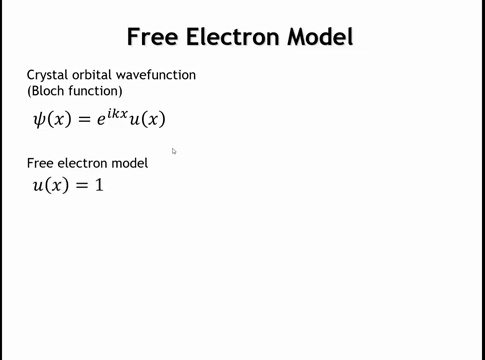 Free Electron Model
Crystal orbital wavefunction
(Bloch function)
ψ(x) = e^{ikx}u(x)
Free electron model
u(x) = 1